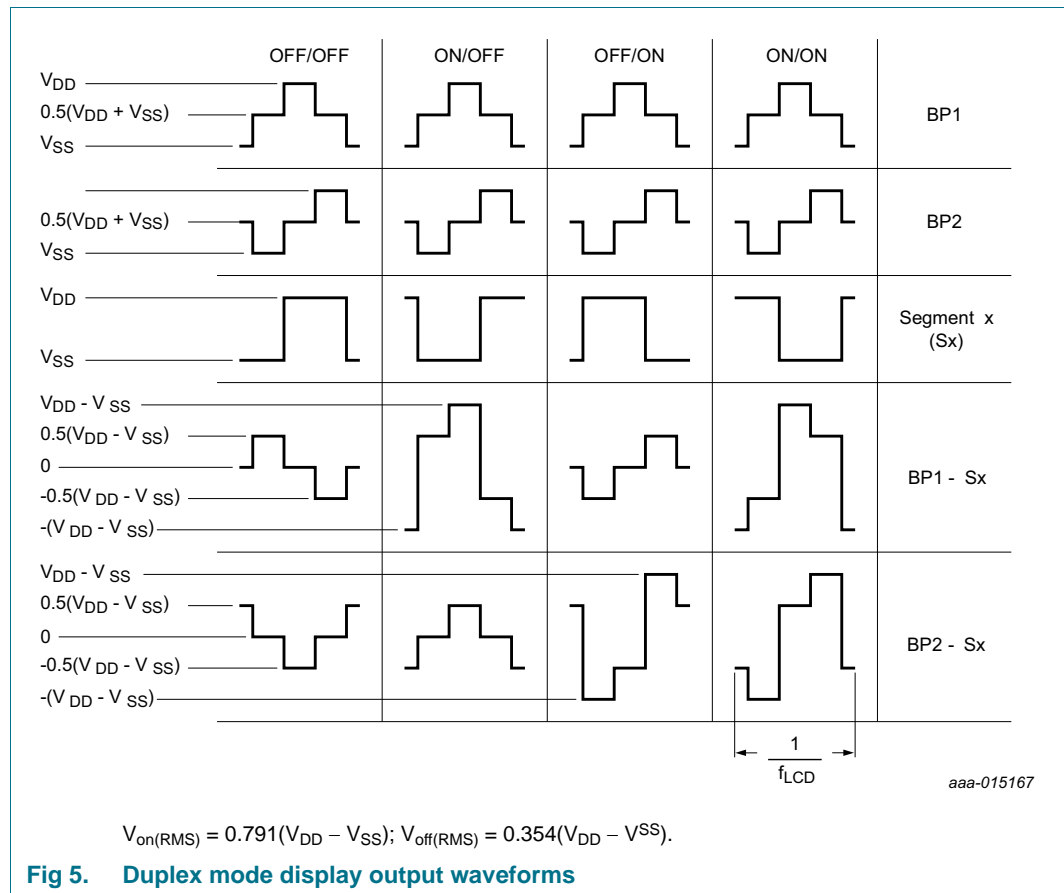 OFF/OFF ON/OFF OFF/ON ON/ON
VDD
0.5(VDD + VSS)
VSS
BP1
0.5(VDD + VSS)
VSS
BP2
VDD
VSS
Segment x
(Sx)
VDD - V SS
0.5(VDD - V SS)
0
-0.5(V DD - V SS)
-(V DD - V SS)
BP1 - Sx
VDD - V SS
0.5(VDD - V SS)
0
-0.5(V DD - V SS)
-(V DD - V SS)
BP2 - Sx
1
fLCD
aaa-015167
Von(RMS) = 0.791(VDD − VSS); Voff(RMS) = 0.354(VDD − VSS).
Fig 5. Duplex mode display output waveforms